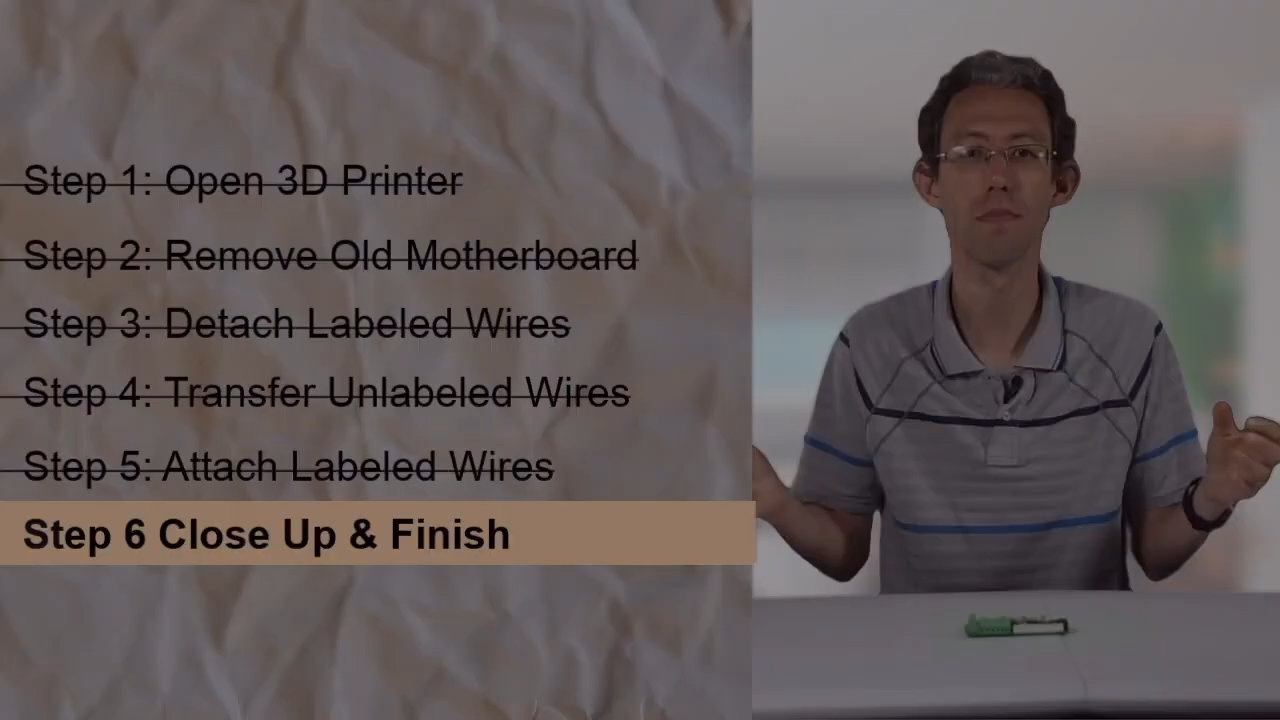 Step 1: Open 3D Printer
Step 2: Remove Old Motherboard
Step 3: Detach Labeled Wires
Step 4: Transfer Unlabeled Wires
Step 5: Attach Labeled Wires
Step 6 Close Up & Finish